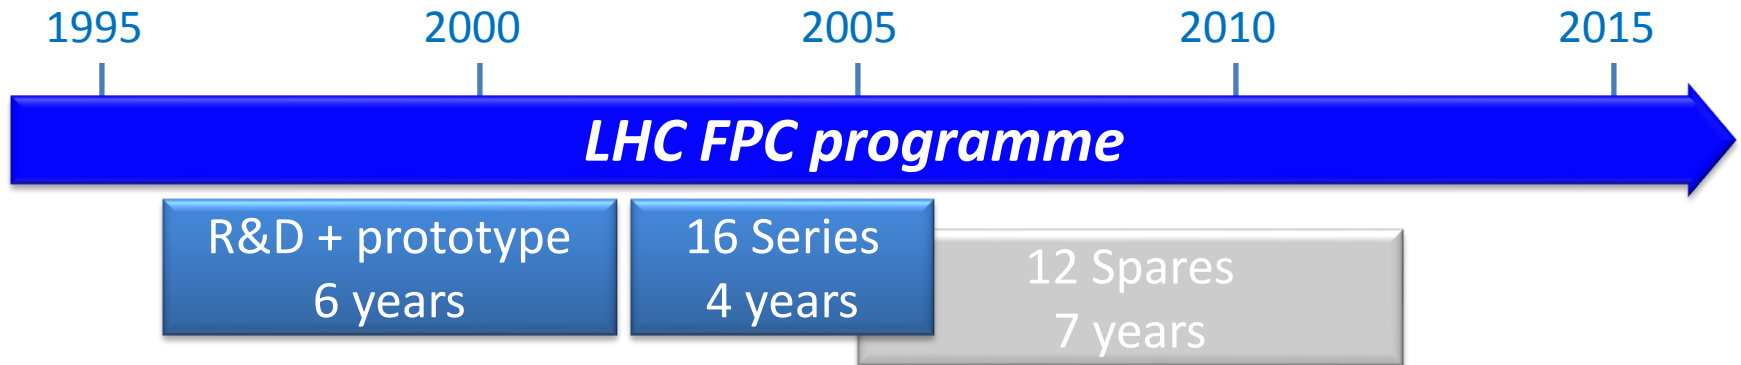 1995 2000 2005 2010 2015
LHC FPC programme
R&D + prototype
6 years
16 Series
4 years
12 Spares
7 years